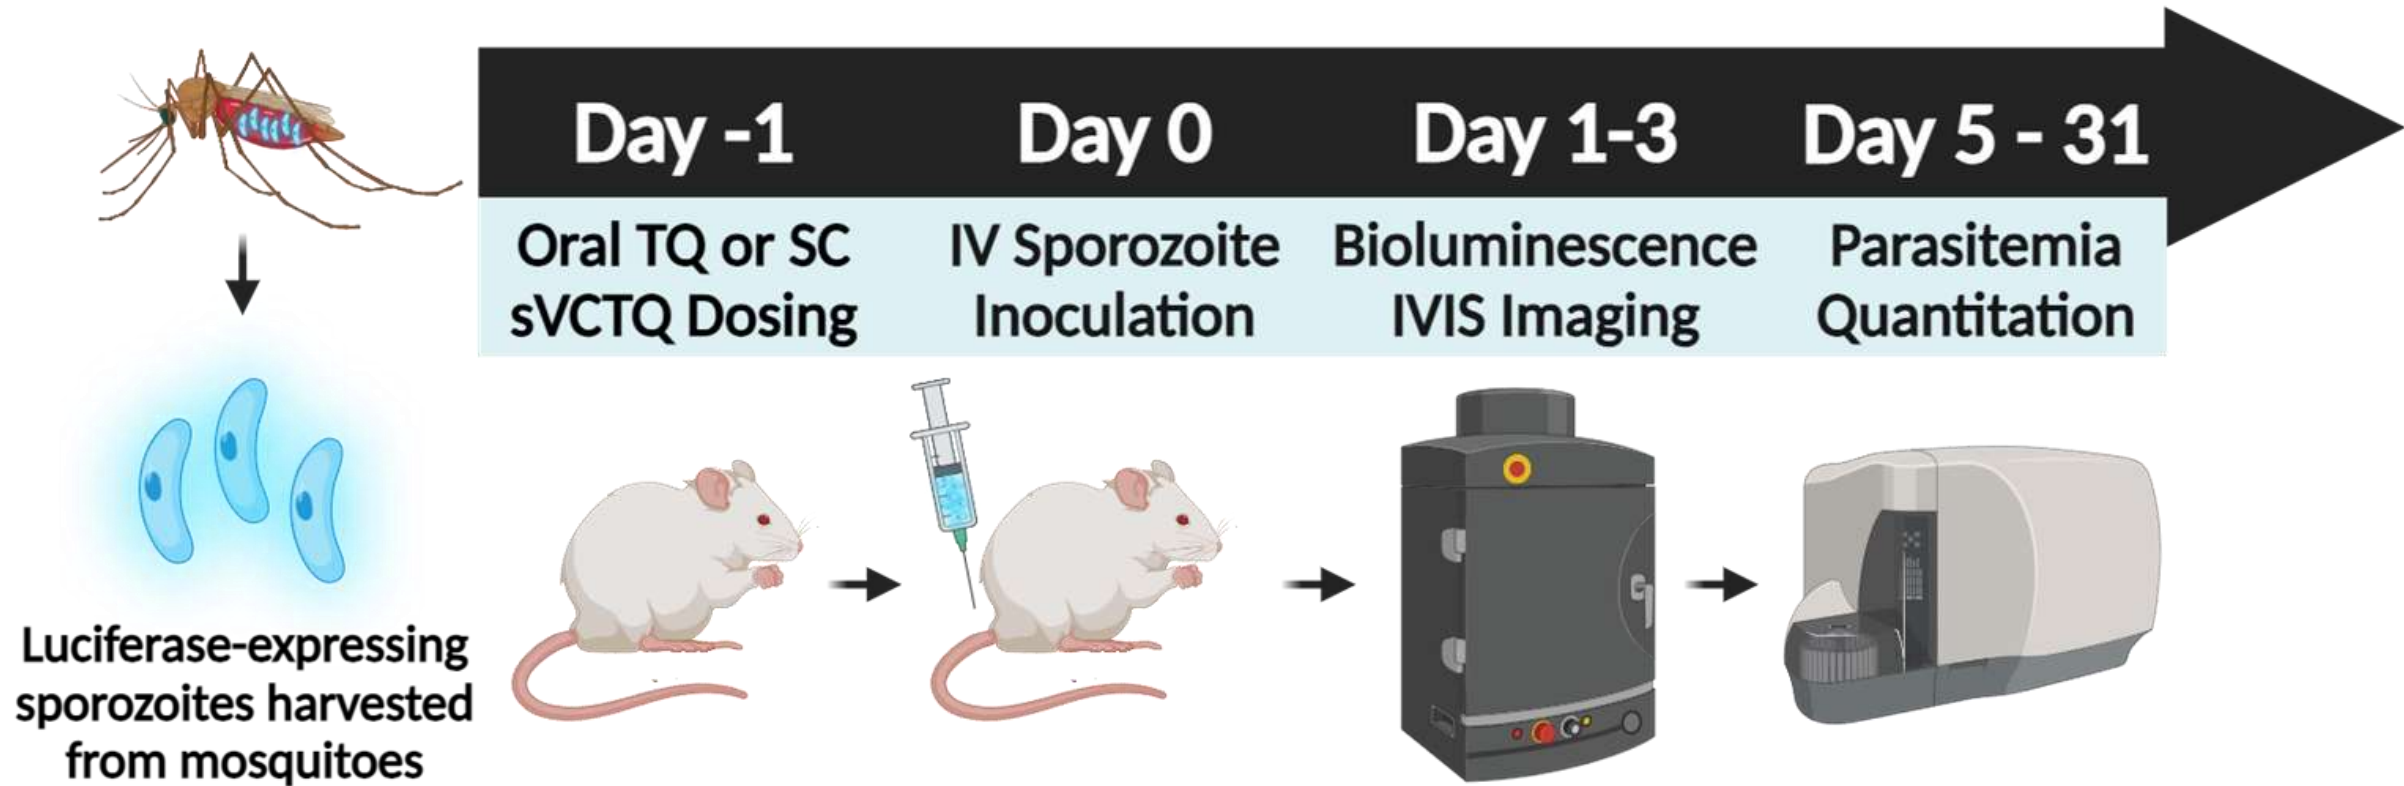 Day -1
Day 0
Day 1-3
Day 5 - 31
Oral TQ or SC
sVCTQ Dosing
IV Sporozoite
Inoculation
Bioluminescence
IVIS Imaging
Parasitemia
Quantitation
Luciferase-expressing
sporozoites harvested
from mosquitoes